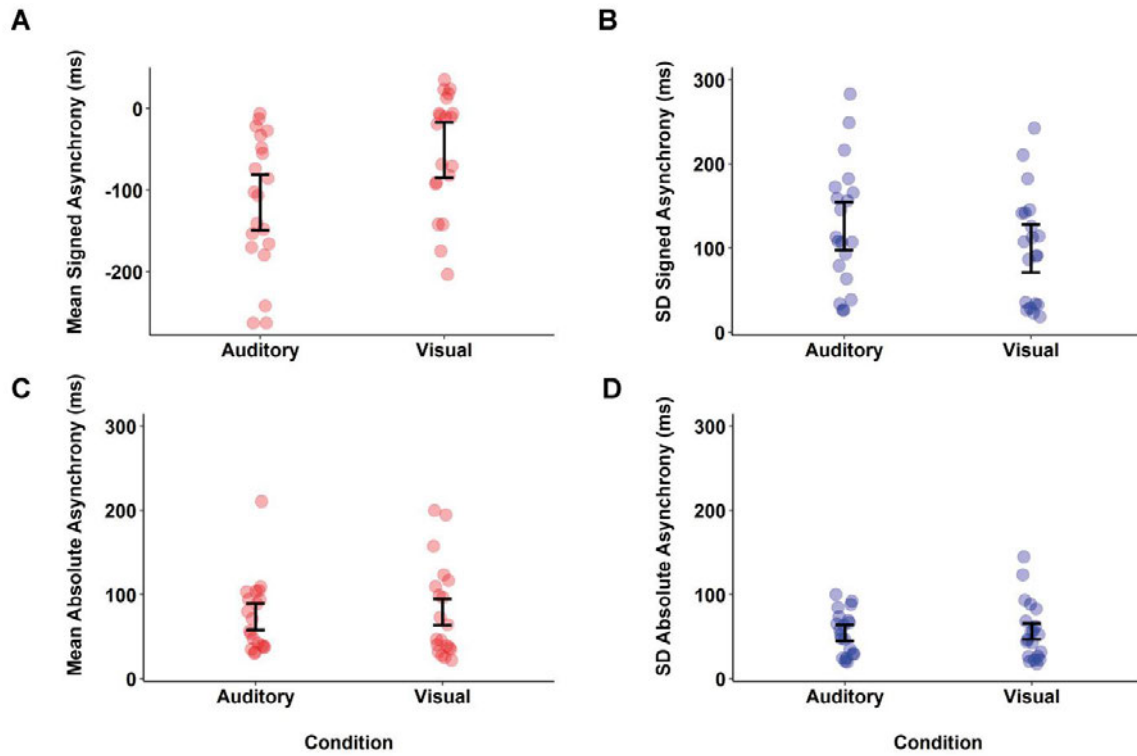 A
B
Mean Signed Asynchrony (ms)
0
-100
-200
Auditory
Visual
SD Signed Asynchrony (ms)
300
200
100
0
Auditory
Visual
C
D
Mean Absolute Asynchrony (ms)
300
200
100
0
Auditory
Visual
Condition
SD Absolute Asynchrony (ms)
300
200
100
0
Auditory
Visual
Condition